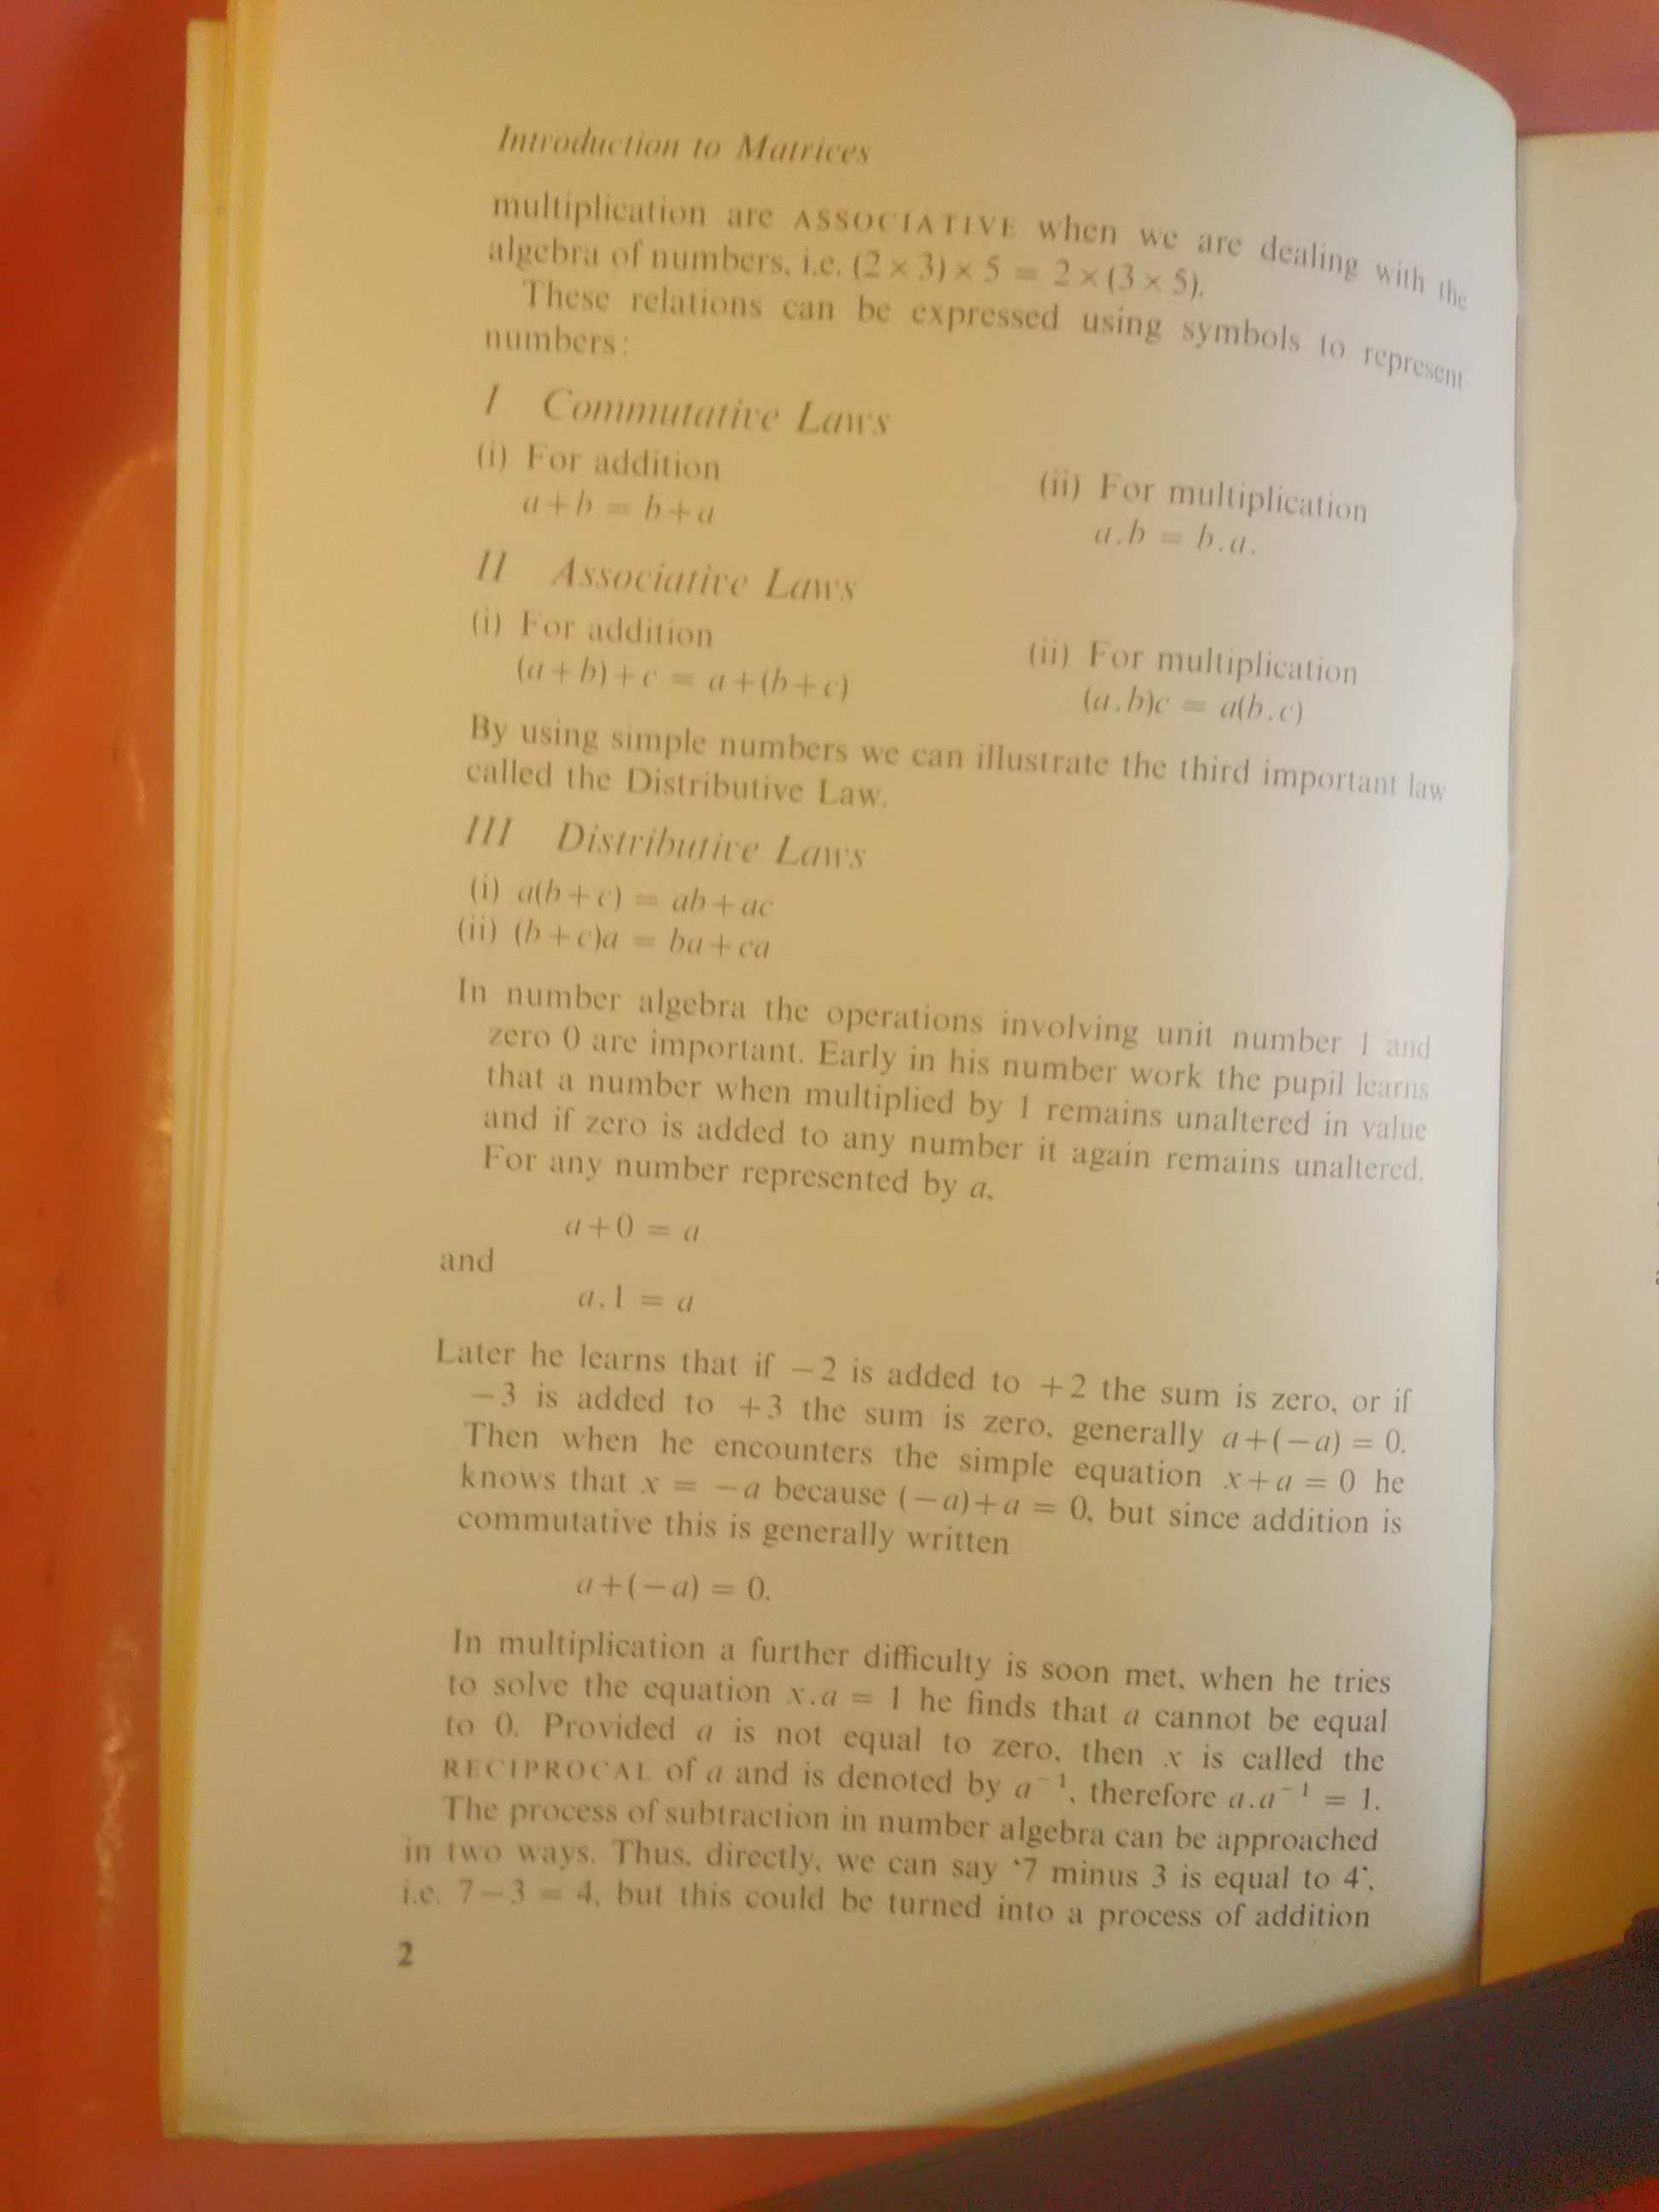 Introduction to Matrices
multiplication are ASSOCIATIVE when we are dealing with the
algebra of numbers, i.e. (2 × 3) × 5 = 2 × (3 × 5).
These relations can be expressed using symbols to represent
numbers:
I Commutative Laws
(i) For addition (ii) For multiplication
a+b = b+a a.b = b.a.
II Associative Laws
(i) For addition (ii) For multiplication
(a+b)+c = a+(b+c) (a.b)c = a(b.c)
By using simple numbers we can illustrate the third important law
called the Distributive Law.
III Distributive Laws
(i) a(b+c) = ab+ac
(ii) (b+c)a = ba+ca
In number algebra the operations involving unit number 1 and
zero 0 are important. Early in his number work the pupil learns
that a number when multiplied by 1 remains unaltered in value
and if zero is added to any number it again remains unaltered.
For any number represented by a,
a+0 = a
and
a.1 = a
Later he learns that if −2 is added to +2 the sum is zero, or if
−3 is added to +3 the sum is zero, generally a+(−a) = 0.
Then when he encounters the simple equation x+a = 0 he
knows that x = −a because (−a)+a = 0, but since addition is
commutative this is generally written
a+(−a) = 0.
In multiplication a further difficulty is soon met, when he tries
to solve the equation x.a = 1 he finds that a cannot be equal
to 0. Provided a is not equal to zero, then x is called the
RECIPROCAL of a and is denoted by a⁻¹, therefore a.a⁻¹ = 1.
The process of subtraction in number algebra can be approached
in two ways. Thus, directly, we can say '7 minus 3 is equal to 4',
i.e. 7−3 = 4, but this could be turned into a process of addition
2